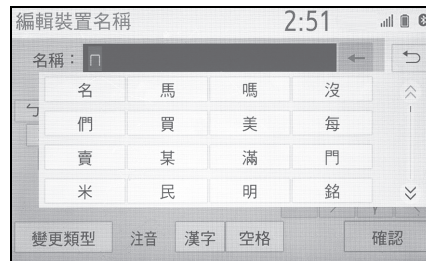 編輯裝置名稱 2:51
名稱：ㄇ
名 馬 嗎 沒
們 買 美 每
ㄅ
賣 某 滿 門
米 民 明 銘
變更類型 注音 漢字 空格 確認